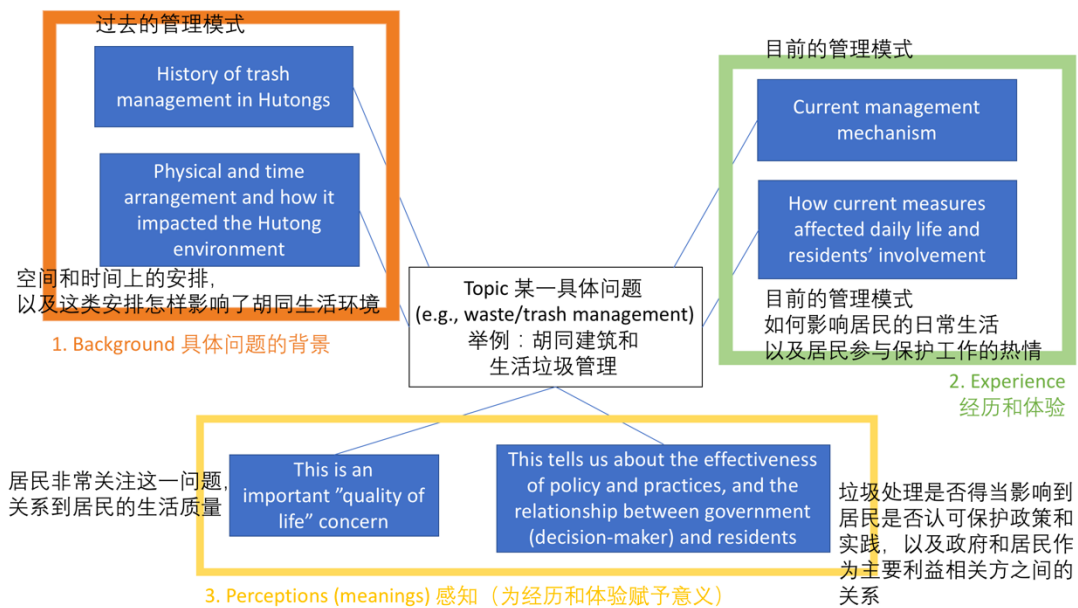 过去的管理模式
History of trash
management in Hutongs
Physical and time
arrangement and how it
impacted the Hutong
environment
空间和时间上的安排,
以及这类安排怎样影响了胡同生活环境
1. Background 具体问题的背景
目前的管理模式
Current management
mechanism
How current measures
affected daily life and
residents’ involvement
目前的管理模式
如何影响居民的日常生活
以及居民参与保护工作的热情
2. Experience
经历和体验
Topic 某一具体问题
(e.g., waste/trash management)
举例：胡同建筑和
生活垃圾管理
居民非常关注这一问题,
关系到居民的生活质量
This is an
important ”quality of
life” concern
This tells us about the effectiveness
of policy and practices, and the
relationship between government
(decision-maker) and residents
垃圾处理是否得当影响到
居民是否认可保护政策和
实践，以及政府和居民作
为主要利益相关方之间的
关系
3. Perceptions (meanings) 感知（为经历和体验赋予意义）